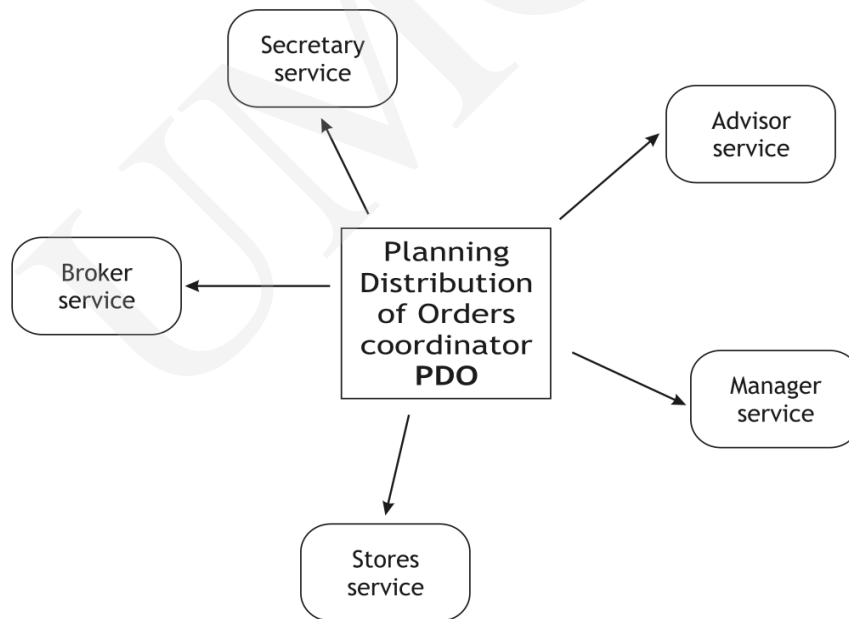 Secretary
service
Advisor
service
Planning
Distribution
of Orders
coordinator
PDO
Broker
service
Manager
service
Stores
service